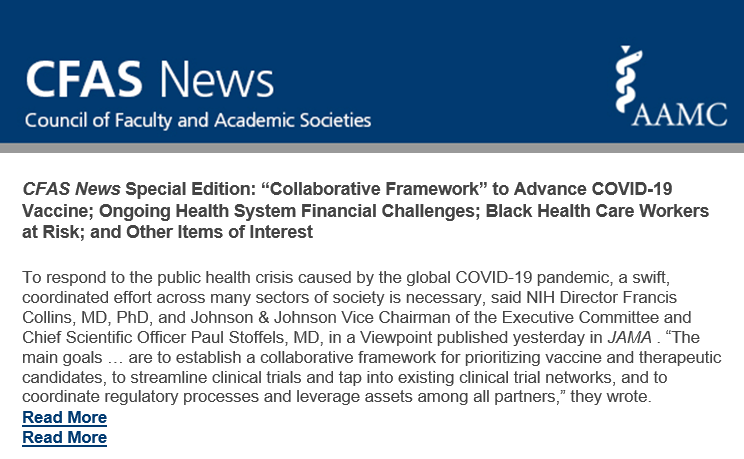 CFAS News
Council of Faculty and Academic Societies
AAMC
CFAS News Special Edition: “Collaborative Framework” to Advance COVID-19
Vaccine; Ongoing Health System Financial Challenges; Black Health Care Workers
at Risk; and Other Items of Interest
To respond to the public health crisis caused by the global COVID-19 pandemic, a swift,
coordinated effort across many sectors of society is necessary, said NIH Director Francis
Collins, MD, PhD, and Johnson & Johnson Vice Chairman of the Executive Committee and
Chief Scientific Officer Paul Stoffels, MD, in a Viewpoint published yesterday in JAMA . “The
main goals … are to establish a collaborative framework for prioritizing vaccine and therapeutic
candidates, to streamline clinical trials and tap into existing clinical trial networks, and to
coordinate regulatory processes and leverage assets among all partners,” they wrote.
Read More
Read More